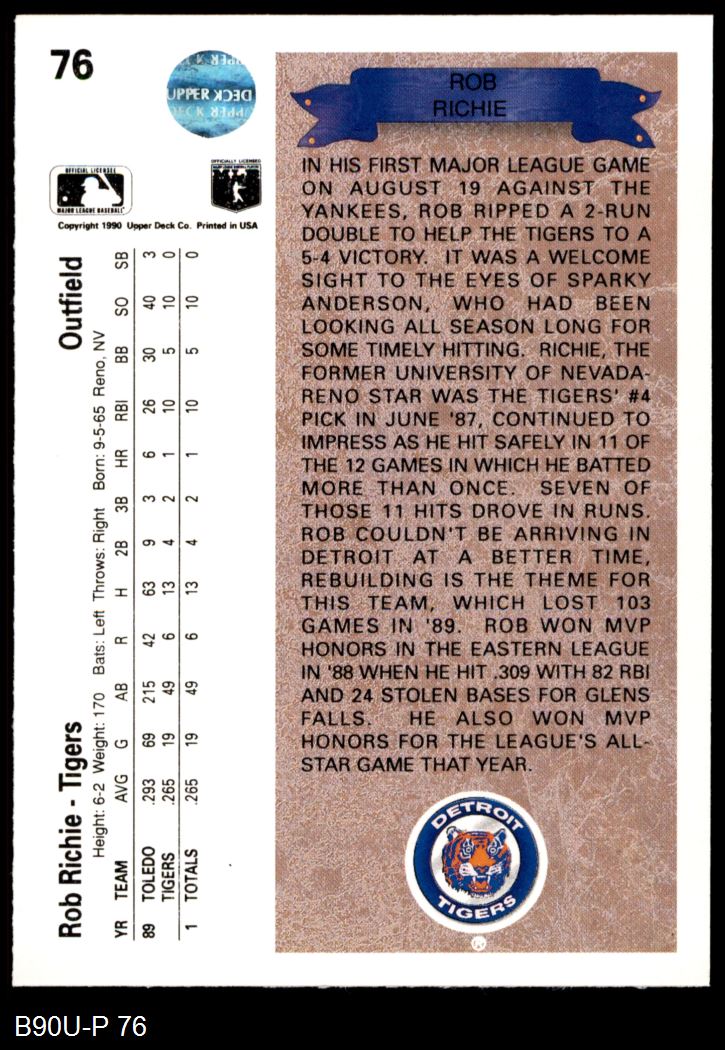 76
UPPER DECK
OFFICIAL LICENSEE
MAJOR LEAGUE BASEBALL
OFFICIALLY LICENSED
MLB
Copyright 1990 Upper Deck Co. Printed in USA
Rob Richie - Tigers Outfield
Height: 6-2 Weight: 170 Bats: Left Throws: Right Born: 9-5-65 Reno, NV
YR TEAM AVG G AB R H 2B 3B HR RBI BB SO SB
89 TOLEDO .293 69 215 42 63 9 3 6 26 30 40 3
TIGERS .265 19 49 6 13 4 2 1 10 5 10 0
1 TOTALS .265 19 49 6 13 4 2 1 10 5 10 0
ROB
RICHIE
IN HIS FIRST MAJOR LEAGUE GAME
ON AUGUST 19 AGAINST THE
YANKEES, ROB RIPPED A 2-RUN
DOUBLE TO HELP THE TIGERS TO A
5-4 VICTORY. IT WAS A WELCOME
SIGHT TO THE EYES OF SPARKY
ANDERSON, WHO HAD BEEN
LOOKING ALL SEASON LONG FOR
SOME TIMELY HITTING. RICHIE, THE
FORMER UNIVERSITY OF NEVADA-
RENO STAR WAS THE TIGERS' #4
PICK IN JUNE '87, CONTINUED TO
IMPRESS AS HE HIT SAFELY IN 11 OF
THE 12 GAMES IN WHICH HE BATTED
MORE THAN ONCE. SEVEN OF
THOSE 11 HITS DROVE IN RUNS.
ROB COULDN'T BE ARRIVING IN
DETROIT AT A BETTER TIME,
REBUILDING IS THE THEME FOR
THIS TEAM, WHICH LOST 103
GAMES IN '89. ROB WON MVP
HONORS IN THE EASTERN LEAGUE
IN '88 WHEN HE HIT .309 WITH 82 RBI
AND 24 STOLEN BASES FOR GLENS
FALLS. HE ALSO WON MVP
HONORS FOR THE LEAGUE'S ALL-
STAR GAME THAT YEAR.
DETROIT
TIGERS
B90U-P 76